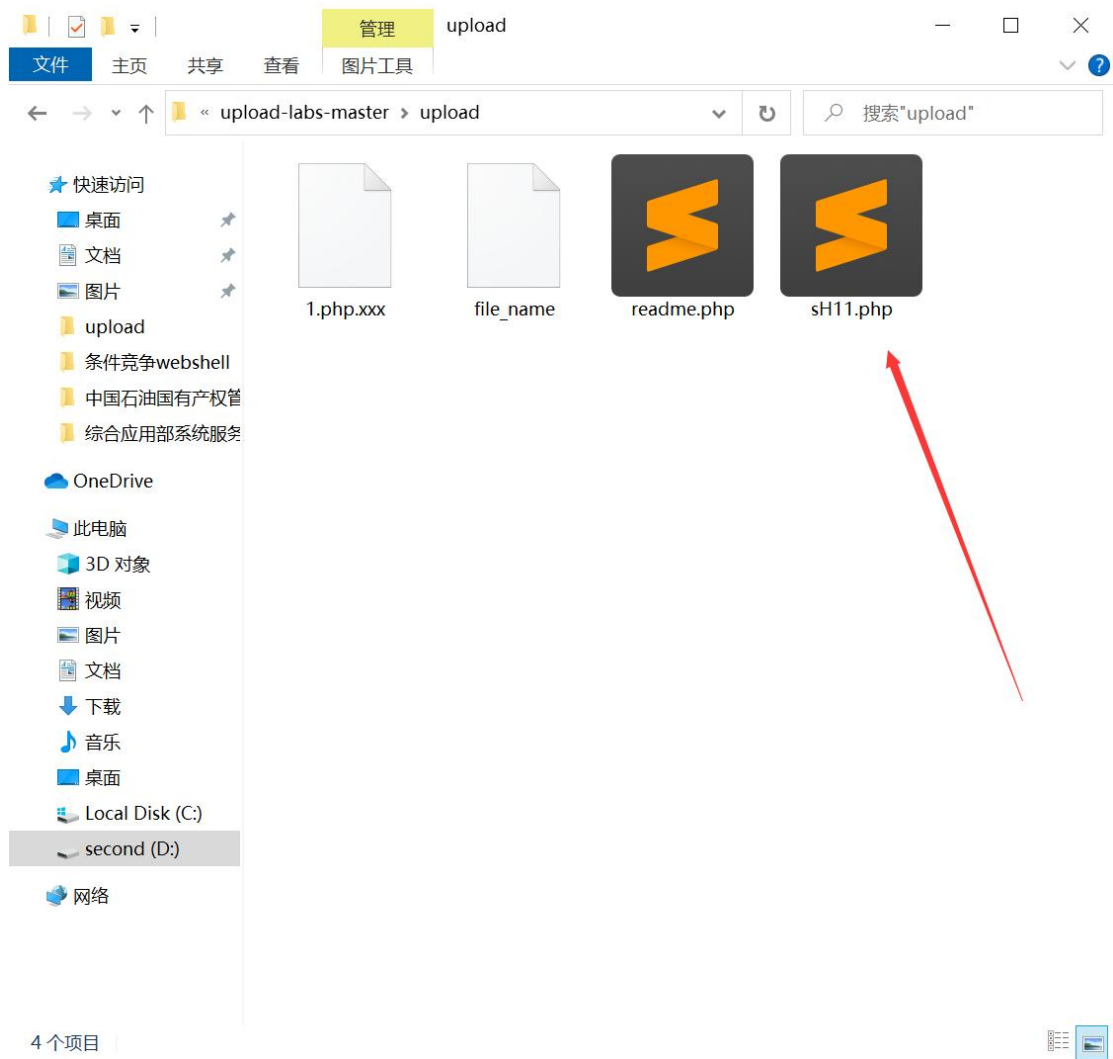 管理
upload
文件
主页
共享
查看
图片工具
« upload-labs-master › upload
搜索"upload"
快速访问
桌面
文档
图片
upload
条件竞争webshell
中国石油国有产权管
综合应用部系统服务
OneDrive
此电脑
3D 对象
视频
图片
文档
下载
音乐
桌面
Local Disk (C:)
second (D:)
网络
1.php.xxx
file_name
readme.php
sH11.php
4 个项目